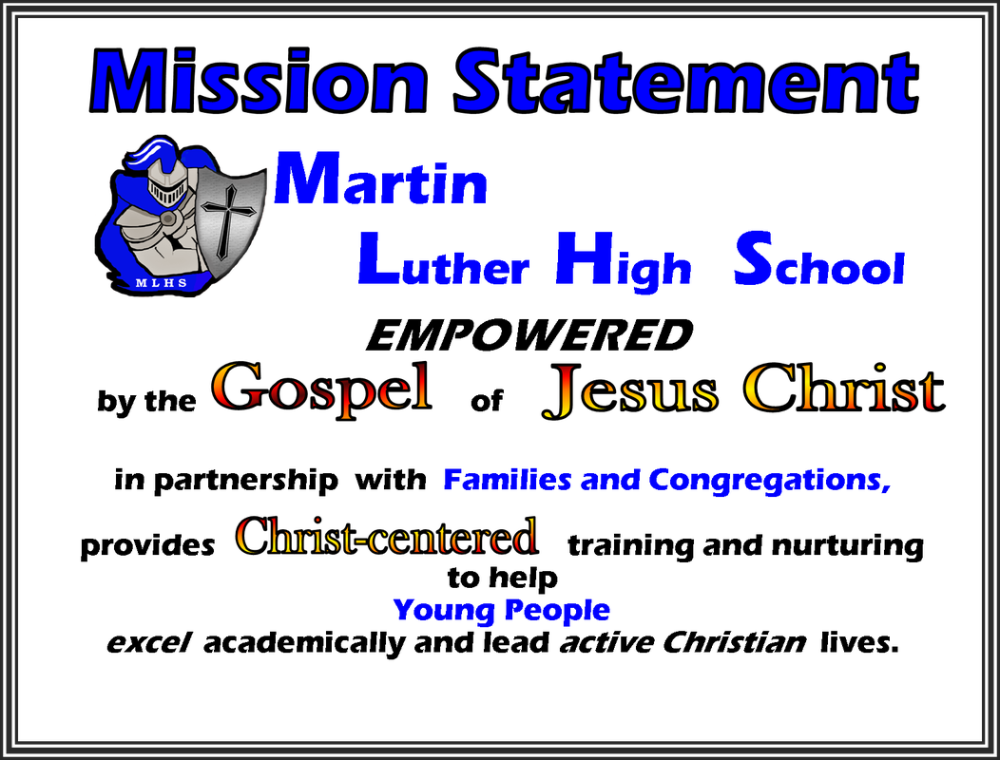 Mission Statement
Martin
Luther High School
MLHS
EMPOWERED
by the Gospel of Jesus Christ
in partnership with Families and Congregations,
provides Christ-centered training and nurturing
to help
Young People
excel academically and lead active Christian lives.